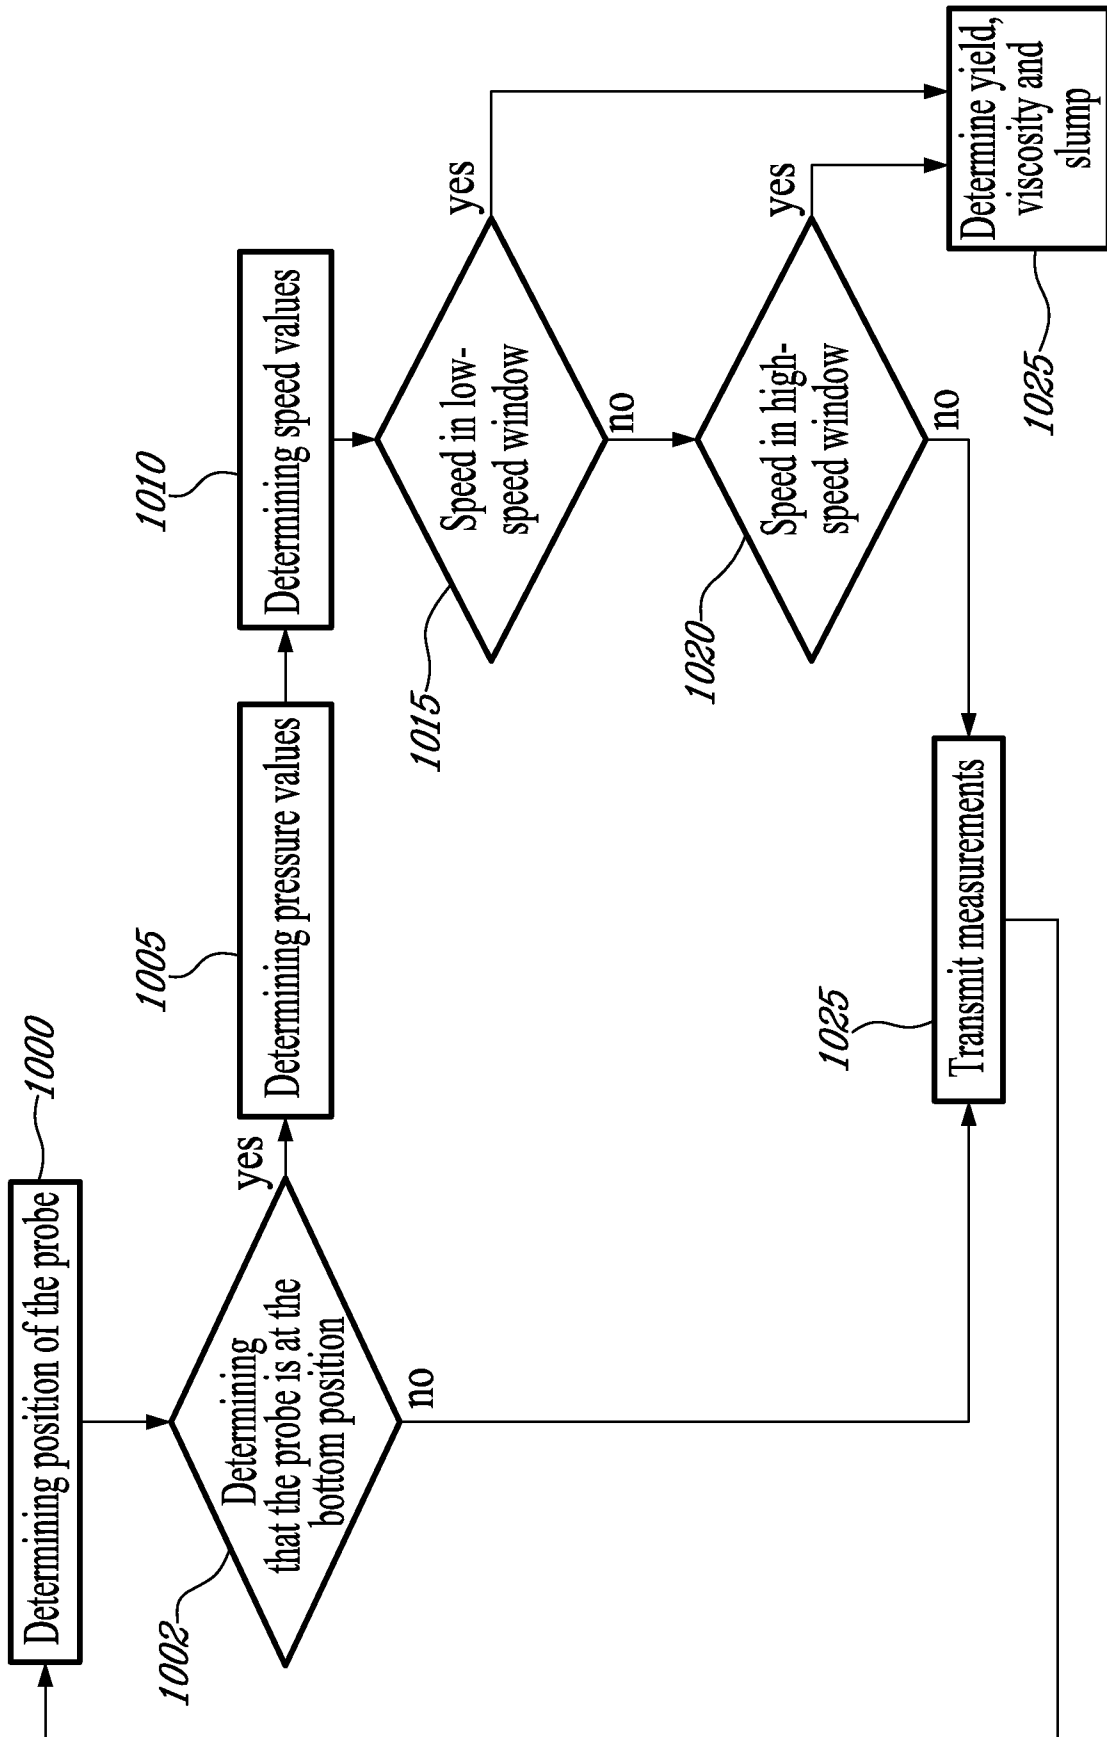 1000
Determining position of the probe
1002
Determining
that the probe is at the
bottom position
yes
no
1005
Determining pressure values
1010
Determining speed values
1015
Speed in low-
speed window
yes
no
1020
Speed in high-
speed window
yes
no
1025
Transmit measurements
Determine yield,
viscosity and
slump
1025